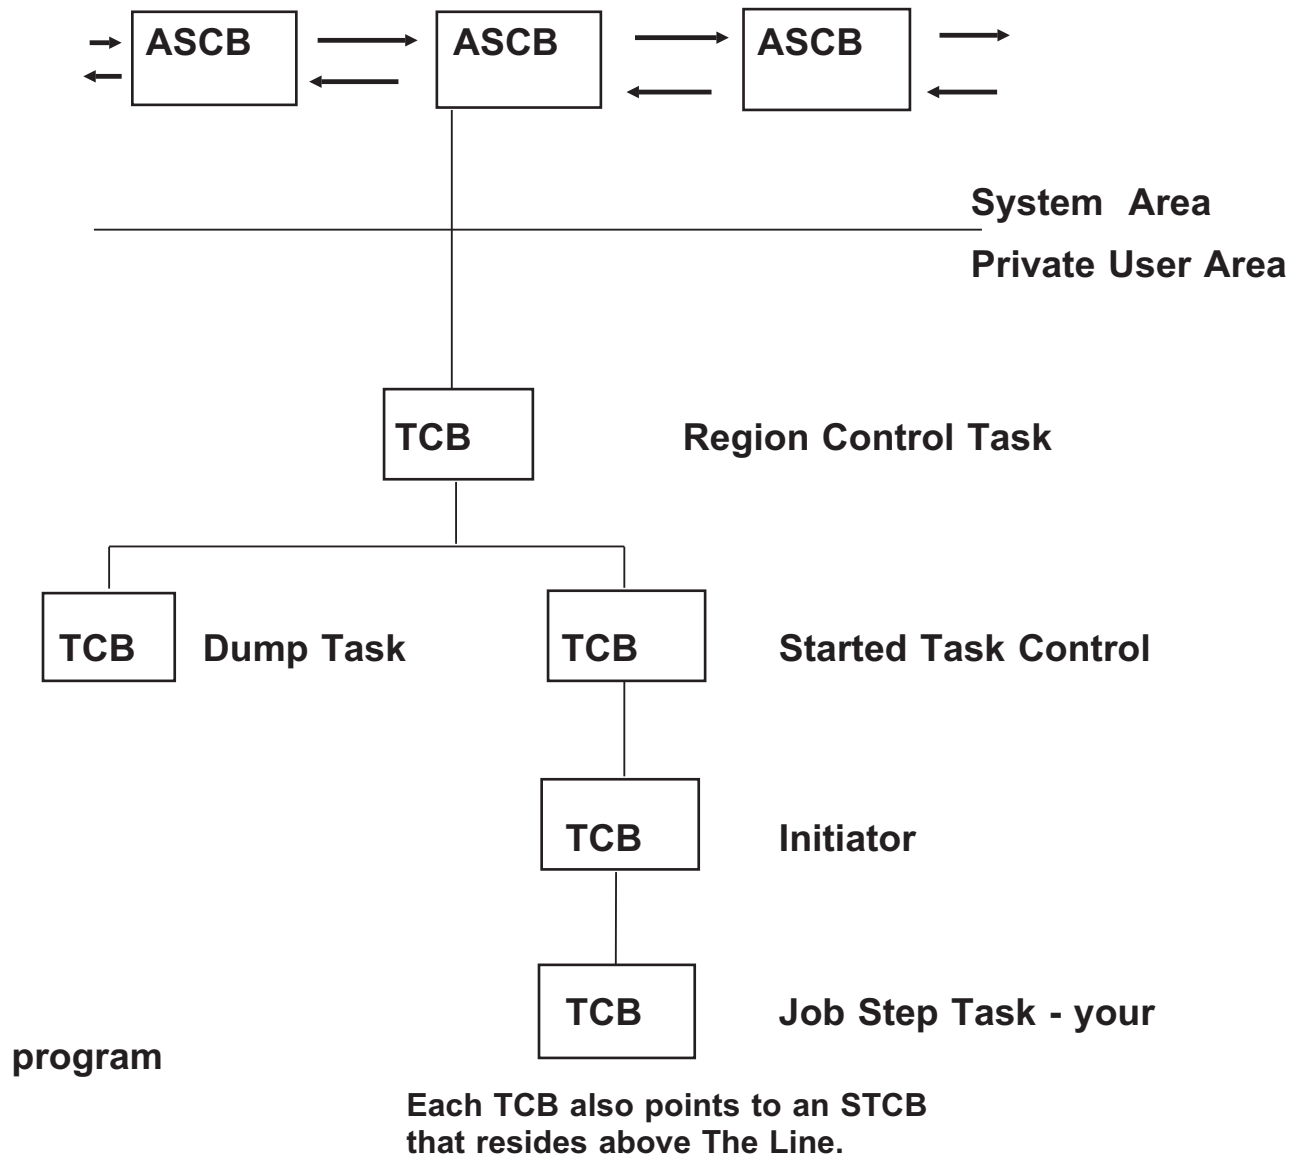 ASCB ASCB ASCB
System Area
Private User Area
TCB Region Control Task
TCB Dump Task TCB Started Task Control
TCB Initiator
TCB Job Step Task - your
program
Each TCB also points to an STCB
that resides above The Line.